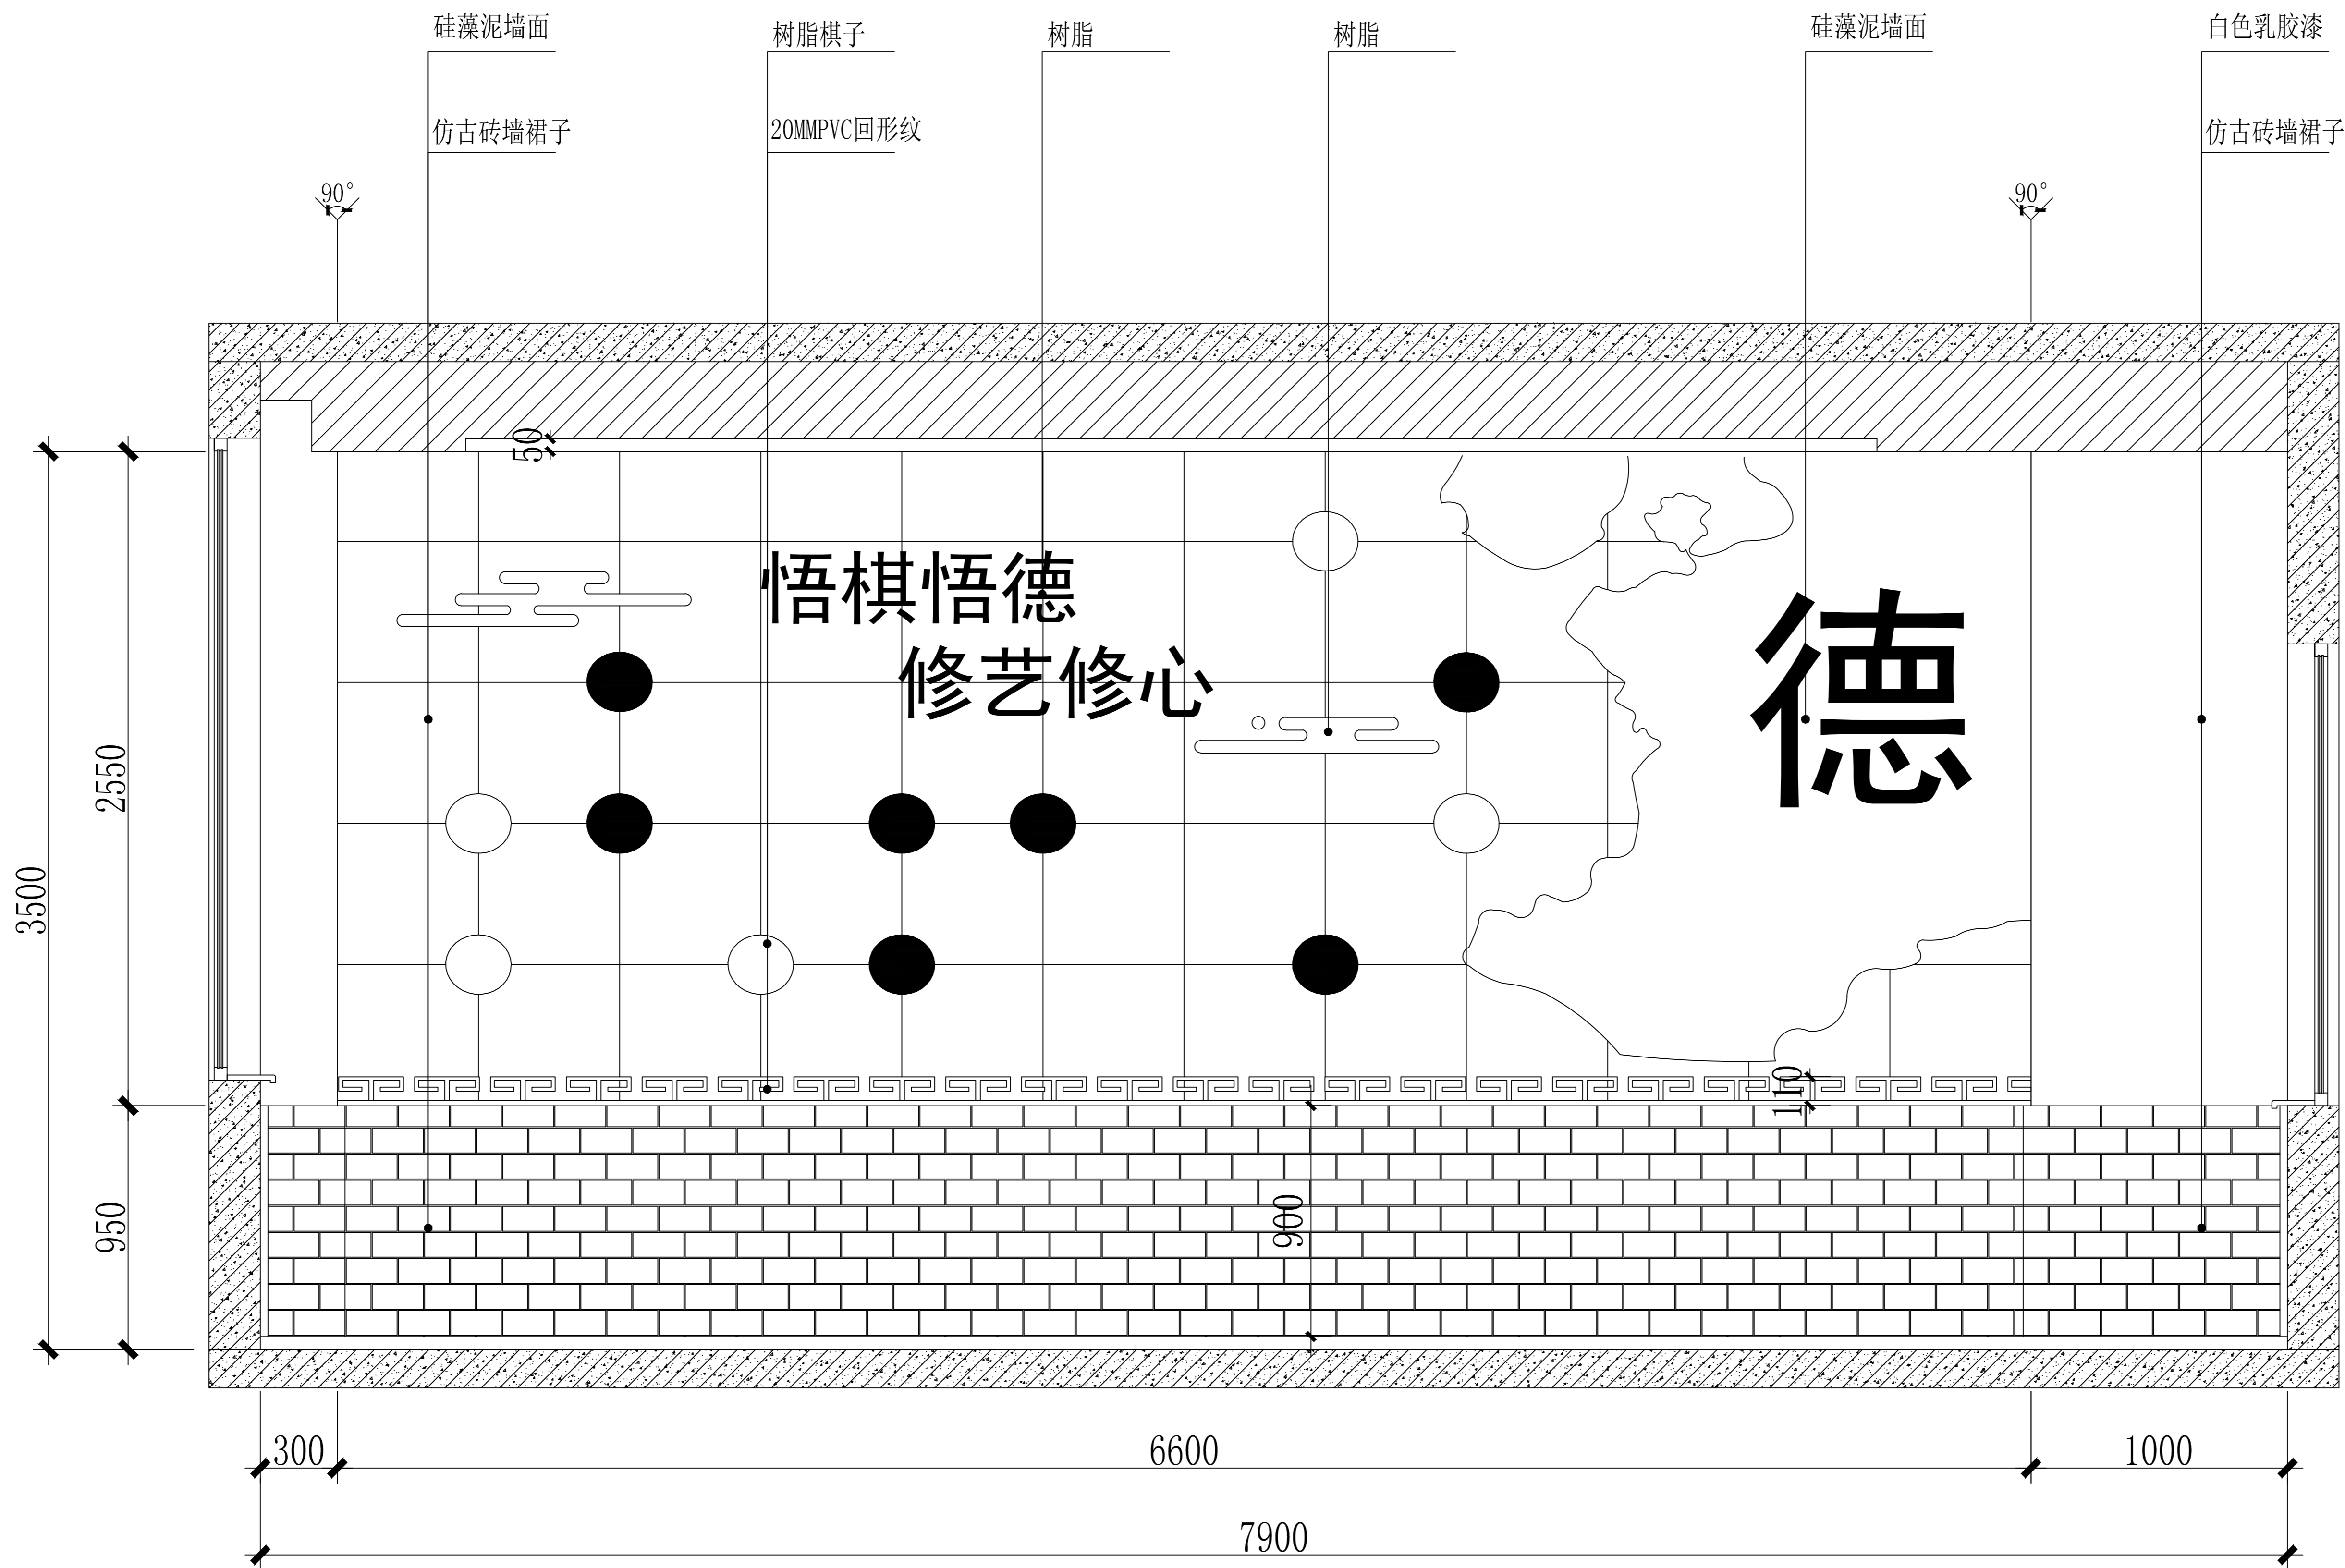 硅藻泥墙面
树脂棋子
树脂
树脂
硅藻泥墙面
白色乳胶漆
仿古砖墙裙子
20MMPVC回形纹
仿古砖墙裙子
90°
90°
50
悟棋悟德
修艺修心
德
2550
3500
110
950
900
300
6600
1000
7900